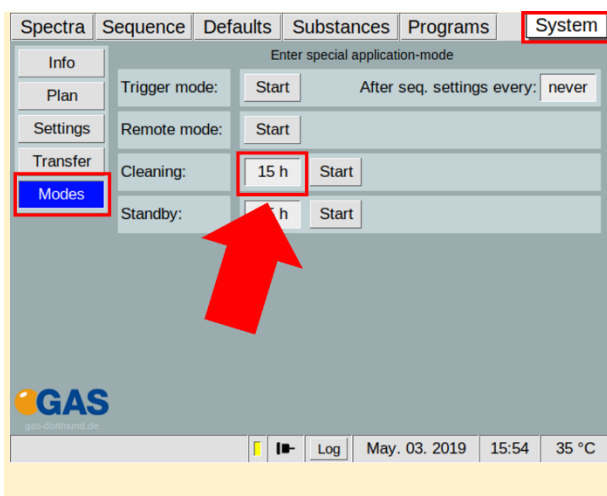 Spectra Sequence Defaults Substances Programs System
Info
Plan
Settings
Transfer
Modes
Enter special application-mode
Trigger mode: Start After seq. settings every: never
Remote mode: Start
Cleaning: 15 h Start
Standby: h Start
GAS
gas-dortmund.de
Log May. 03. 2019 15:54 35 °C